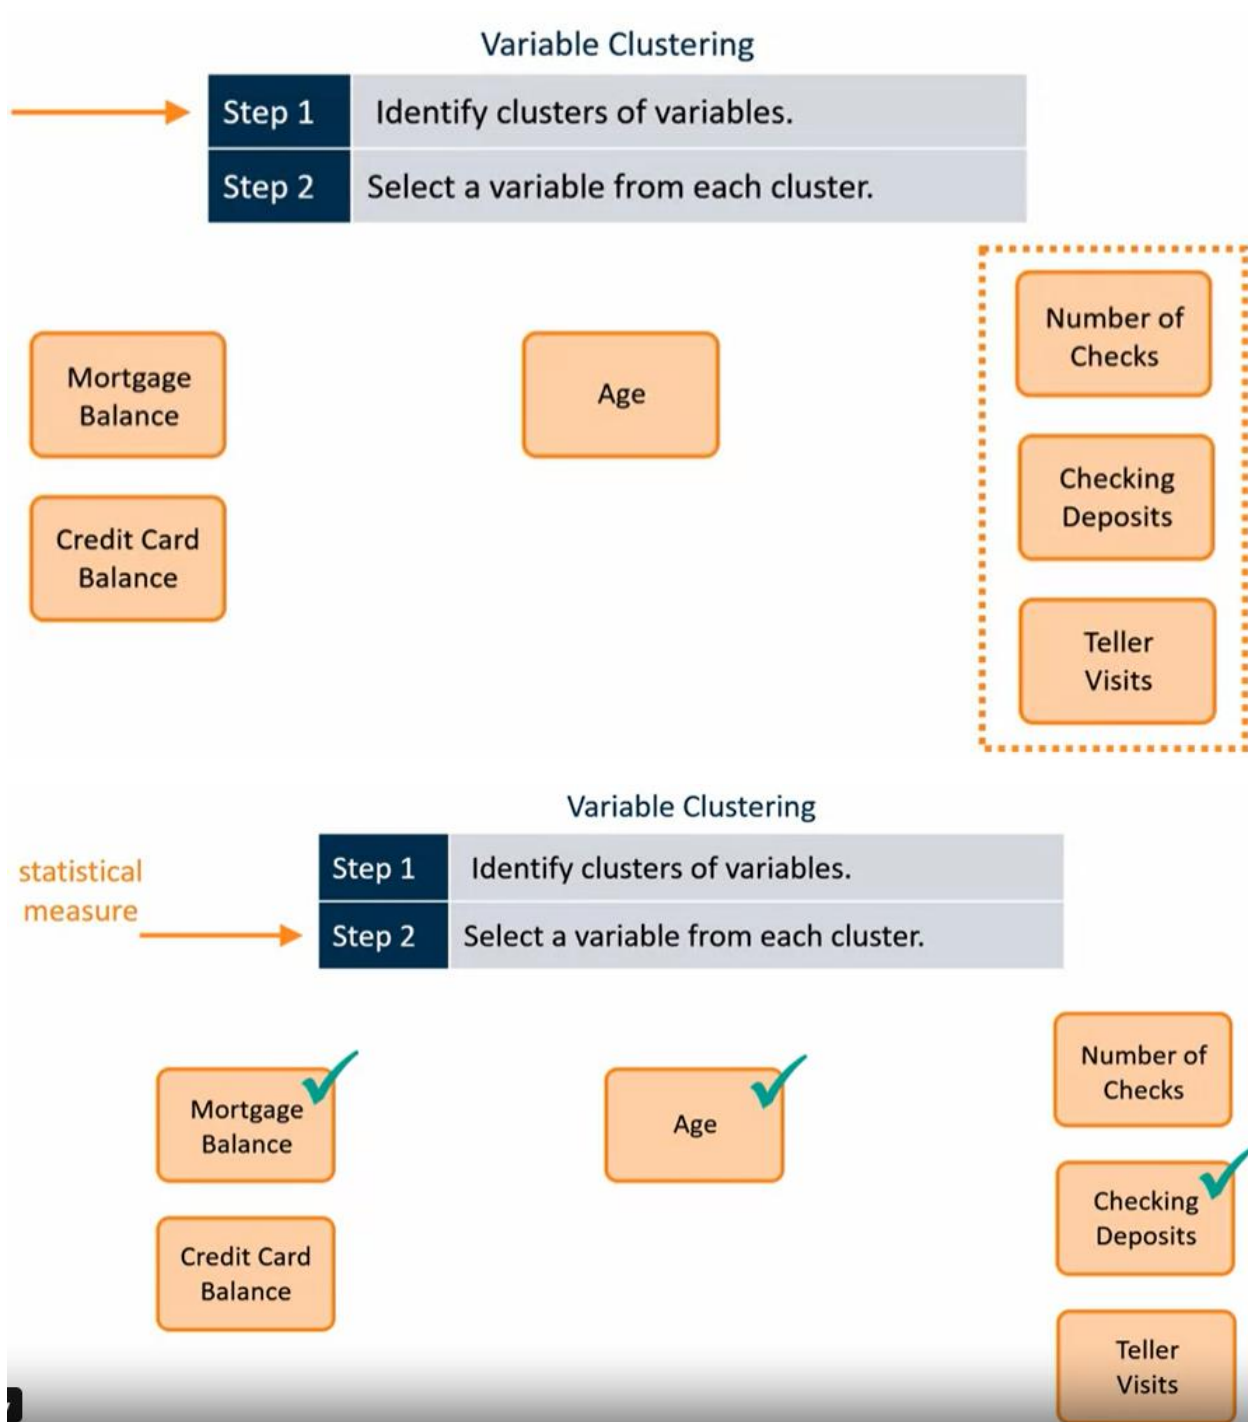 Variable Clustering
Step 1 Identify clusters of variables.
Step 2 Select a variable from each cluster.
Mortgage
Balance
Credit Card
Balance
Age
Number of
Checks
Checking
Deposits
Teller
Visits
Variable Clustering
statistical
measure
Step 1 Identify clusters of variables.
Step 2 Select a variable from each cluster.
Mortgage
Balance
Credit Card
Balance
Age
Number of
Checks
Checking
Deposits
Teller
Visits